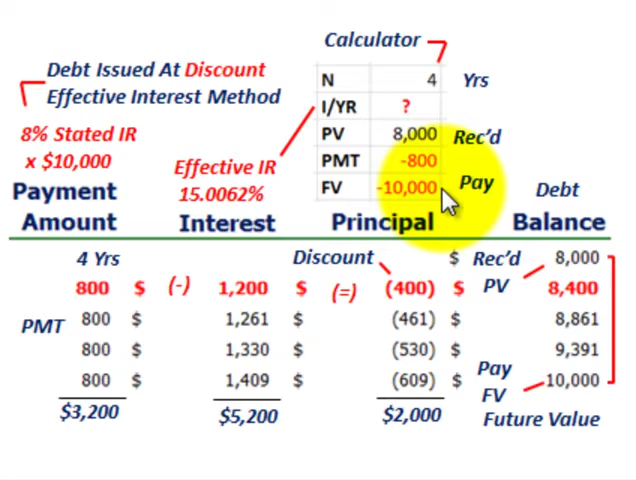 Calculator
Debt Issued At Discount
Effective Interest Method
N 4 Yrs
I/YR ?
PV 8,000 Rec'd
PMT -800
FV -10,000 Pay
8% Stated IR
x $10,000
Effective IR
15.0062%
Payment Debt
Amount Interest Principal Balance
4 Yrs Discount $ Rec'd 8,000
800 $ (-) 1,200 $ (=) (400) $ PV 8,400
PMT 800 $ 1,261 $ (461) $ 8,861
800 $ 1,330 $ (530) $ 9,391
800 $ 1,409 $ (609) $ Pay FV 10,000
$3,200 $5,200 $2,000 Future Value